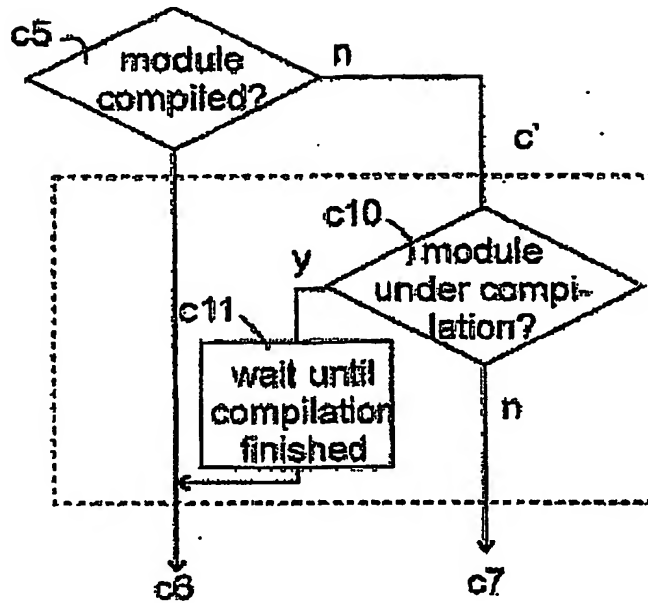 c5
module
compiled?
n
c'
c10
module
under compi-
lation?
y
c11
wait until
compilation
finished
n
c6
c7